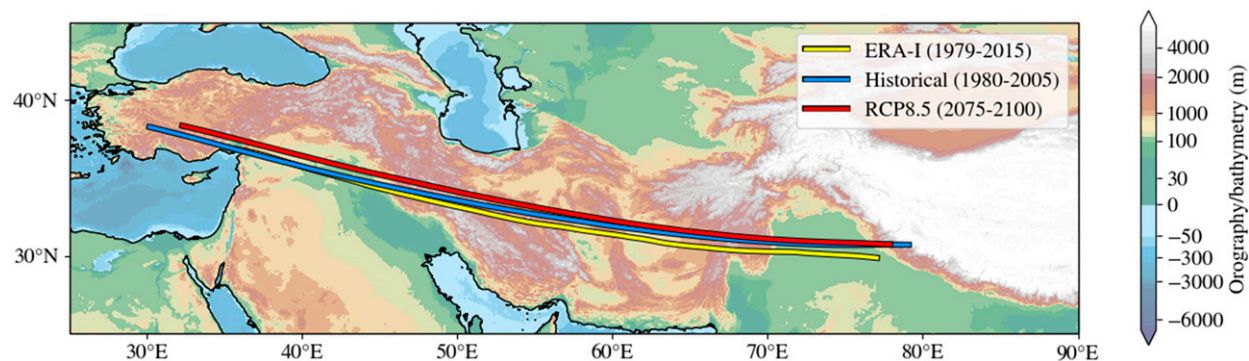 ERA-I (1979-2015)
Historical (1980-2005)
RCP8.5 (2075-2100)
40°N
30°N
30°E
40°E
50°E
60°E
70°E
80°E
90°E
4000
2000
1000
100
30
0
−50
−300
−3000
−6000
Orography/bathymetry (m)